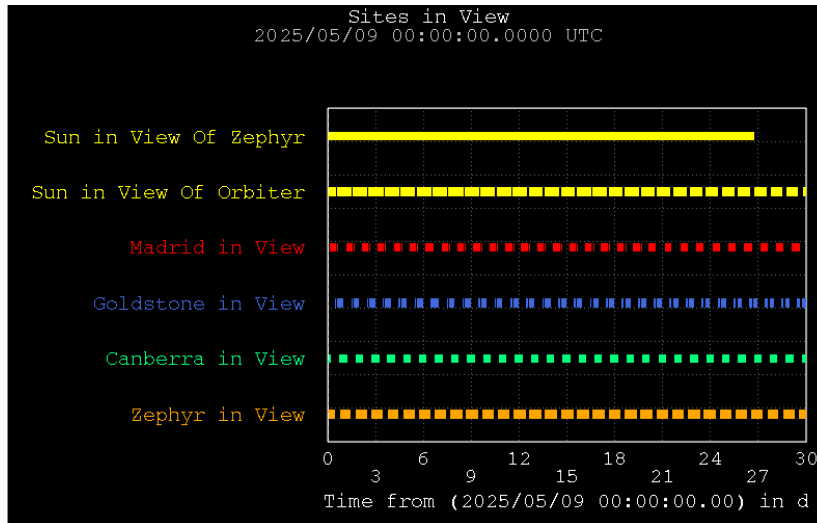 Sites in View
2025/05/09 00:00:00.0000 UTC
Sun in View Of Zephyr
Sun in View Of Orbiter
Madrid in View
Goldstone in View
Canberra in View
Zephyr in View
0 6 12 18 24 30
3 9 15 21 27
Time from (2025/05/09 00:00:00.00) in d